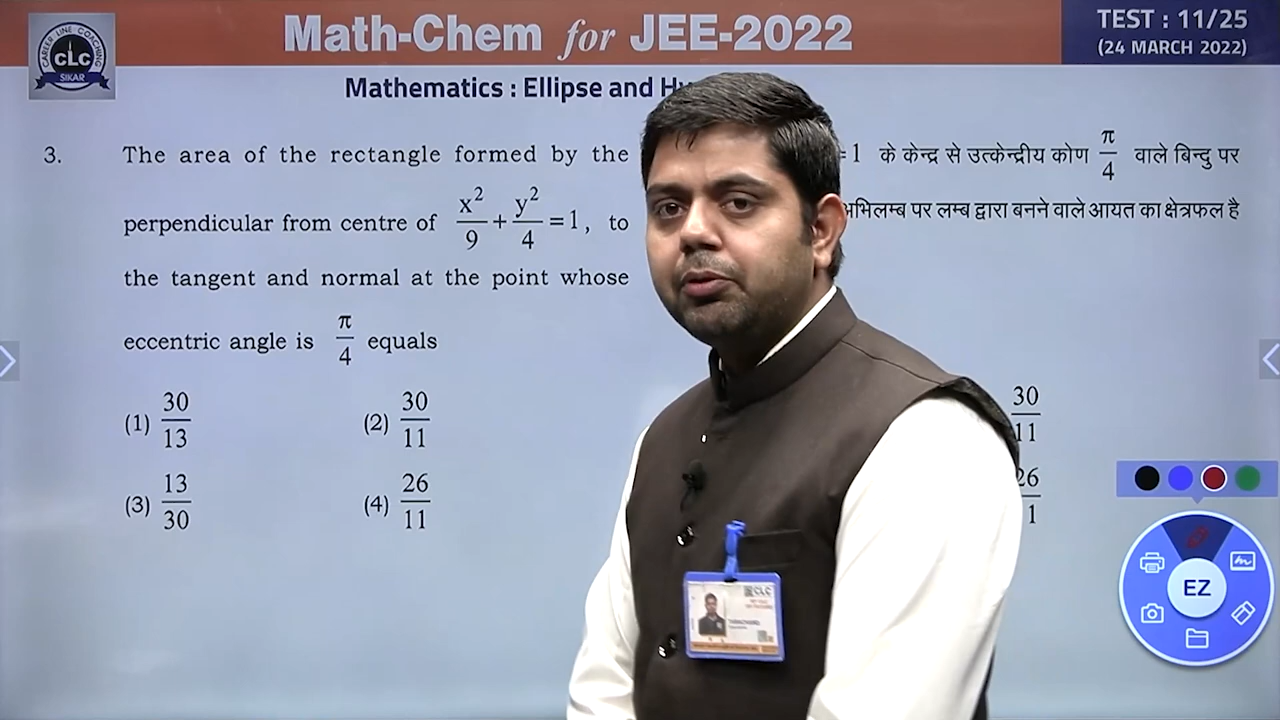 Math-Chem for JEE-2022
TEST : 11/25
(24 MARCH 2022)
CAREER LINE COACHING
CLC
SIKAR
Mathematics : Ellipse and
3. The area of the rectangle formed by the
perpendicular from centre of x²/9 + y²/4 = 1, to
the tangent and normal at the point whose
eccentric angle is π/4 equals
(1) 30/13 (2) 30/11
(3) 13/30 (4) 26/11
=1 के केन्द्र से उत्केन्द्रीय कोण π/4 वाले बिन्दु पर
पर लम्ब द्वारा बनने वाले आयत का क्षेत्रफल है
30/11
EZ
CLC